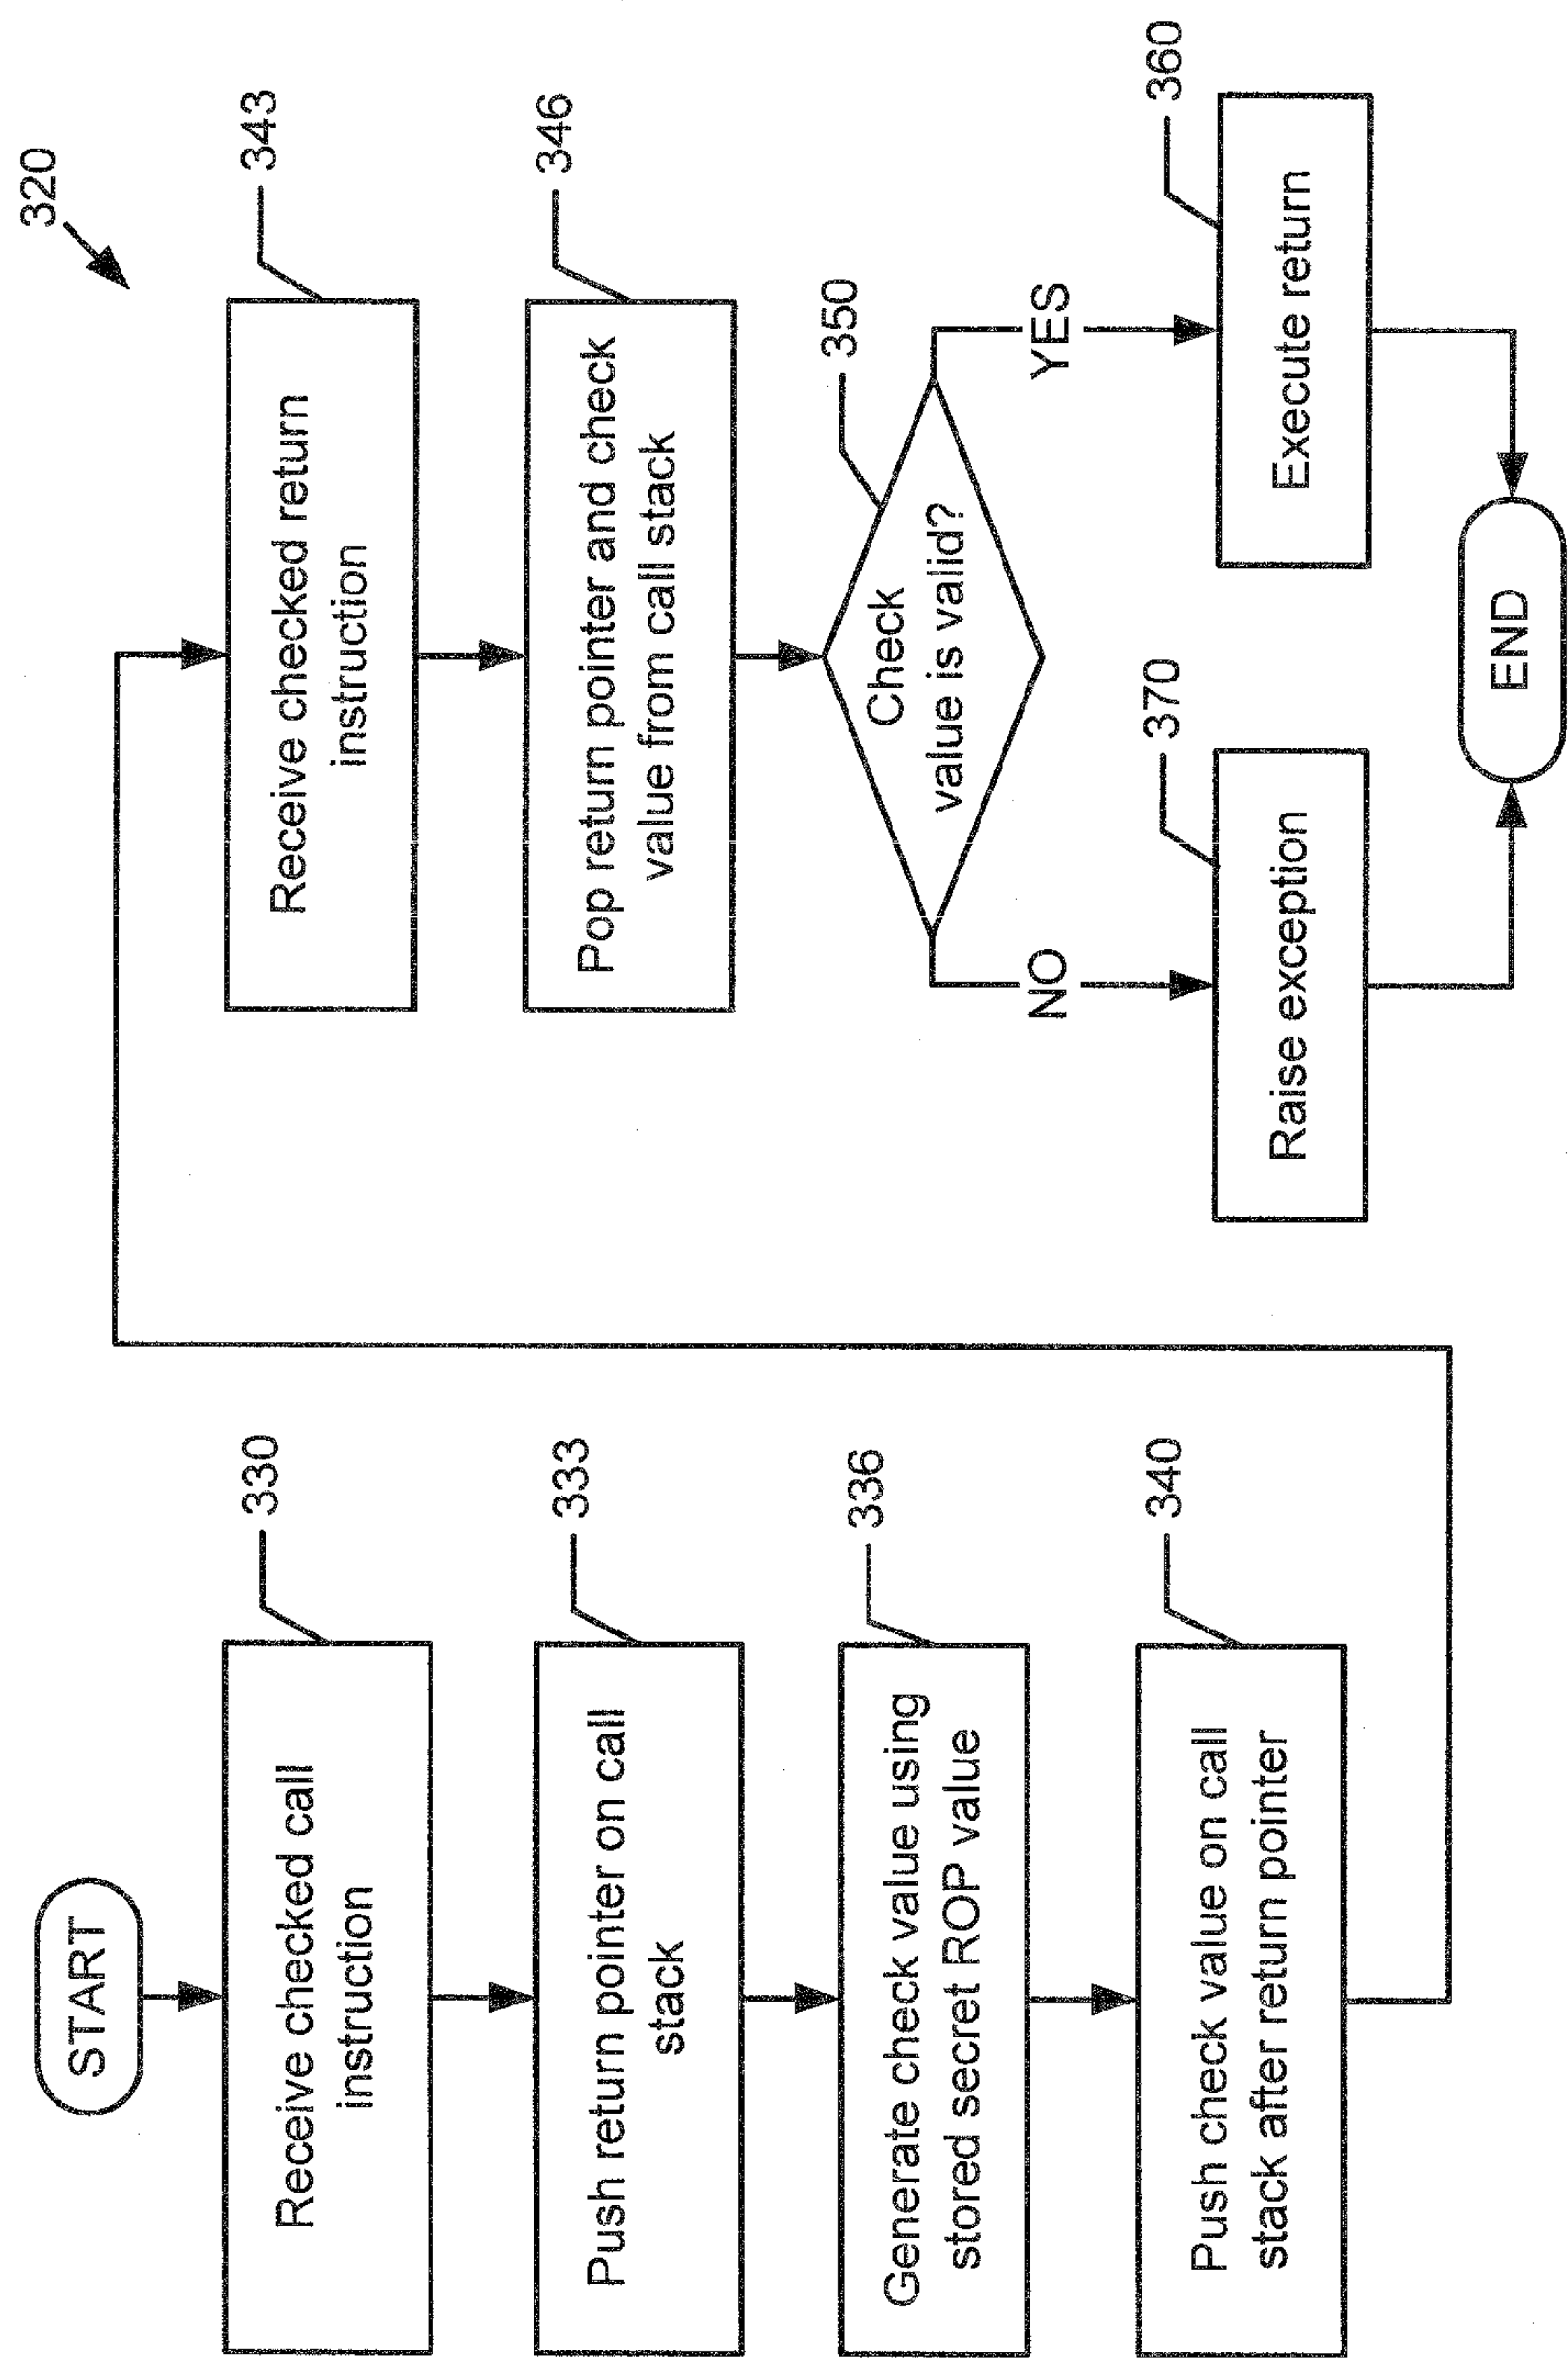 320
START
Receive checked call
instruction
330
Push return pointer on call
stack
333
Generate check value using
stored secret ROP value
336
Push check value on call
stack after return pointer
340
Receive checked return
instruction
343
Pop return pointer and check
value from call stack
346
Check
value is valid?
350
NO
YES
Raise exception
370
Execute return
360
END